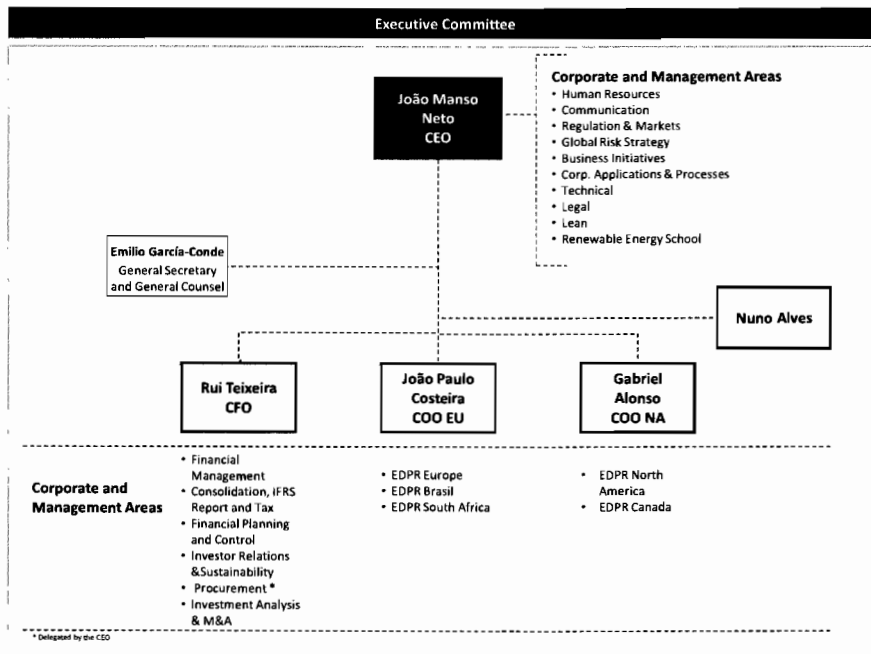 Executive Committee
João Manso
Neto
CEO
Corporate and Management Areas
• Human Resources
• Communication
• Regulation & Markets
• Global Risk Strategy
• Business Initiatives
• Corp. Applications & Processes
• Technical
• Legal
• Lean
• Renewable Energy School
Emilio García-Conde
General Secretary
and General Counsel
Nuno Alves
Rui Teixeira
CFO
João Paulo
Costeira
COO EU
Gabriel
Alonso
COO NA
Corporate and
Management Areas
• Financial
Management
• Consolidation, IFRS
Report and Tax
• Financial Planning
and Control
• Investor Relations
&Sustainability
• Procurement *
• Investment Analysis
& M&A
• EDPR Europe
• EDPR Brasil
• EDPR South Africa
• EDPR North
America
• EDPR Canada
* Delegated by the CEO